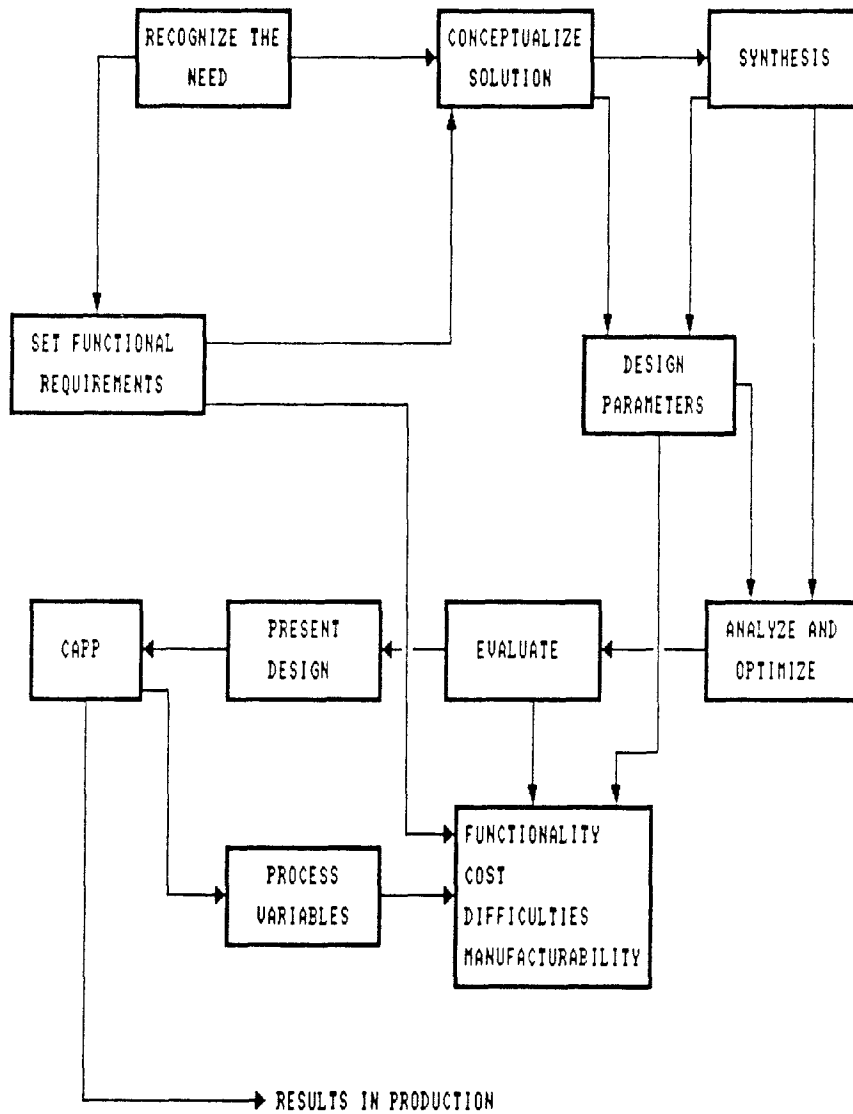 RECOGNIZE THE
NEED
CONCEPTUALIZE
SOLUTION
SYNTHESIS
SET FUNCTIONAL
REQUIREMENTS
DESIGN
PARAMETERS
CAPP
PRESENT
DESIGN
EVALUATE
ANALYZE AND
OPTIMIZE
PROCESS
VARIABLES
FUNCTIONALITY
COST
DIFFICULTIES
MANUFACTURABILITY
RESULTS IN PRODUCTION